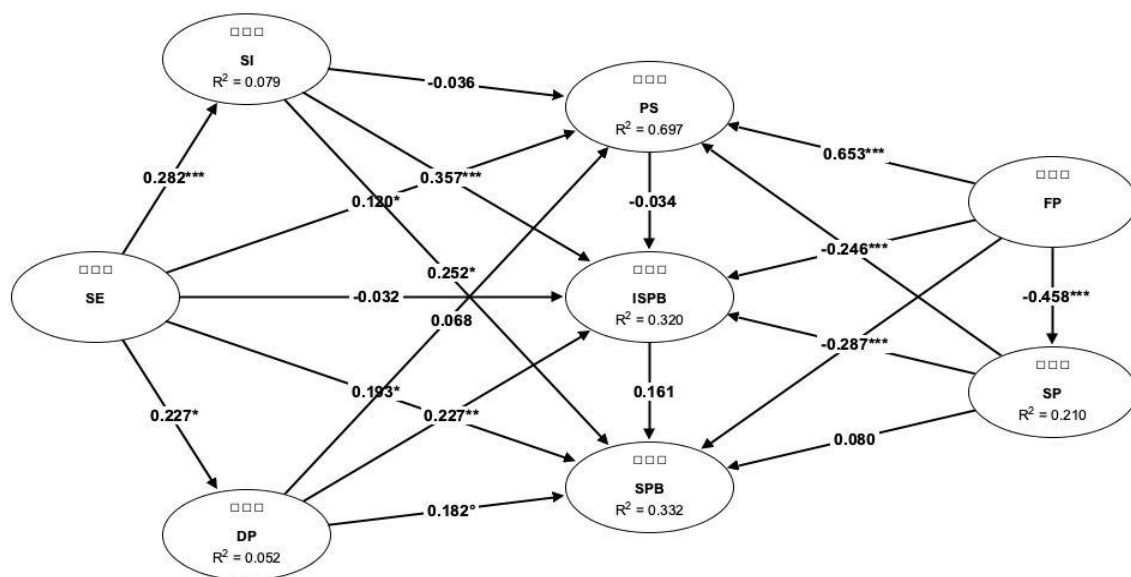 SI
R² = 0.079
PS
R² = 0.697
-0.036
0.653***
0.282***
0.357***
0.120*
-0.034
FP
-0.246***
SE
0.252*
-0.032
ISPB
R² = 0.320
-0.458***
0.068
-0.287***
0.193*
0.161
SP
R² = 0.210
0.227*
0.227**
0.080
SPB
R² = 0.332
0.182°
DP
R² = 0.052